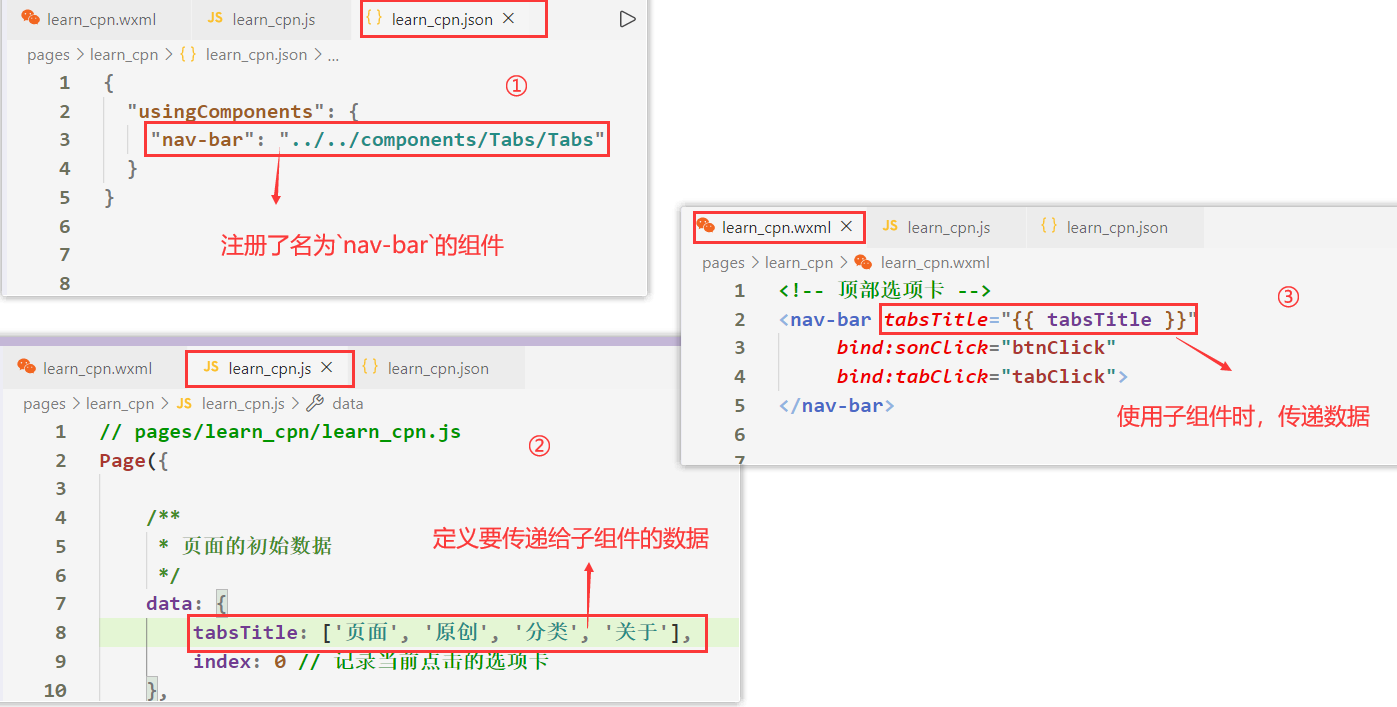 learn_cpn.wxml JS learn_cpn.js {} learn_cpn.json ×
pages > learn_cpn > {} learn_cpn.json > ...
①
1 {
2 "usingComponents": {
3 "nav-bar": "../../components/Tabs/Tabs"
4 }
5 }
6
7
8
注册了名为`nav-bar`的组件
learn_cpn.wxml JS learn_cpn.js × {} learn_cpn.json
pages > learn_cpn > JS learn_cpn.js > data
②
1 // pages/learn_cpn/learn_cpn.js
2 Page({
3
4 /**
5 * 页面的初始数据
6 */
7 data: {
8 tabsTitle: ['页面', '原创', '分类', '关于'],
9 index: 0 // 记录当前点击的选项卡
10 },
定义要传递给子组件的数据
learn_cpn.wxml × JS learn_cpn.js {} learn_cpn.json
pages > learn_cpn > learn_cpn.wxml
③
1 <!-- 顶部选项卡 -->
2 <nav-bar tabsTitle="{{ tabsTitle }}"
3 bind:sonClick="btnClick"
4 bind:tabClick="tabClick">
5 </nav-bar>
6
7
使用子组件时，传递数据